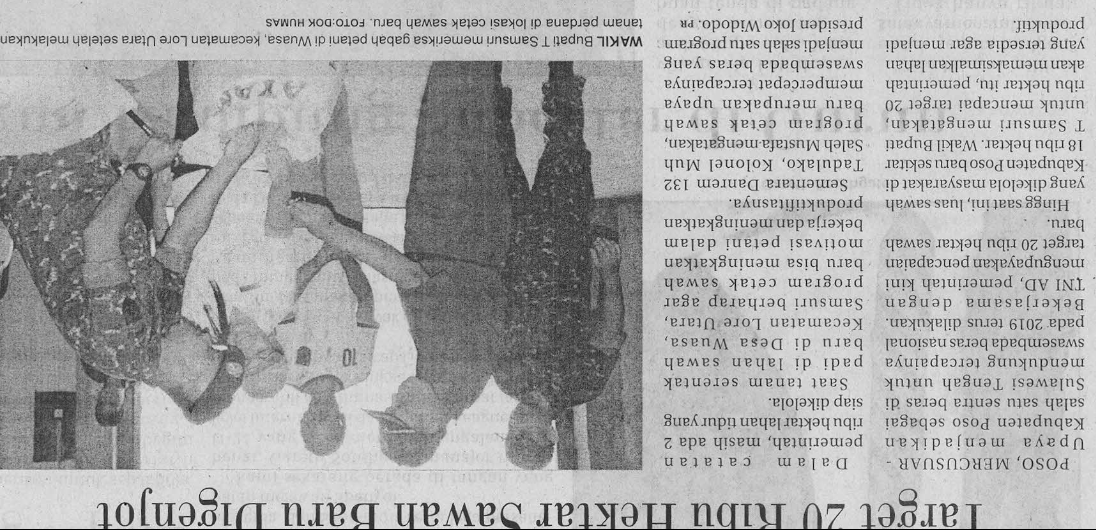 Target 20 Ribu Hektar Sawah Baru Digenjot
POSO, MERCUSUAR -
Upaya menjadikan
Kabupaten Poso sebagai
salah satu sentra beras di
Sulawesi Tengah untuk
mendukung tercapainya
swasembada beras nasional
pada 2019 terus dilakukan.
Bekerjasama dengan
TNI AD, pemerintah kini
mengupayakan pencapaian
target 20 ribu hektar sawah
baru.
Hingg saat ini, luas sawah
yang dikelola masyarakat di
Kabupaten Poso baru sekitar
18 ribu hektar. Wakil Bupati
T Samsuri mengatakan,
untuk mencapai target 20
ribu hektar itu, pemerintah
akan memaksimalkan lahan
yang tersedia agar menjadi
produktif.
Dalam catatan
pemerintah, masih ada 2
ribu hektar lahan tidur yang
siap dikelola.
Saat tanam serentak
padi di lahan sawah
baru di Desa Wuasa,
Kecamatan Lore Utara,
Samsuri berharap agar
program cetak sawah
baru bisa meningkatkan
motivasi petani dalam
bekerja dan meningkatkan
produktifitasnya.
Sementara Danrem 132
Tadulako, Kolonel Muh
Saleh Mustafa mengatakan,
program cetak sawah
baru merupakan upaya
mempercepat tercapainya
swasembada beras yang
menjadi salah satu program
presiden Joko Widodo. PR
10
WAKIL Bupati T Samsuri memeriksa gabah petani di Wuasa, kecamatan Lore Utara setelah melakukan
tanam perdana di lokasi cetak sawah baru. FOTO:DOK HUMAS